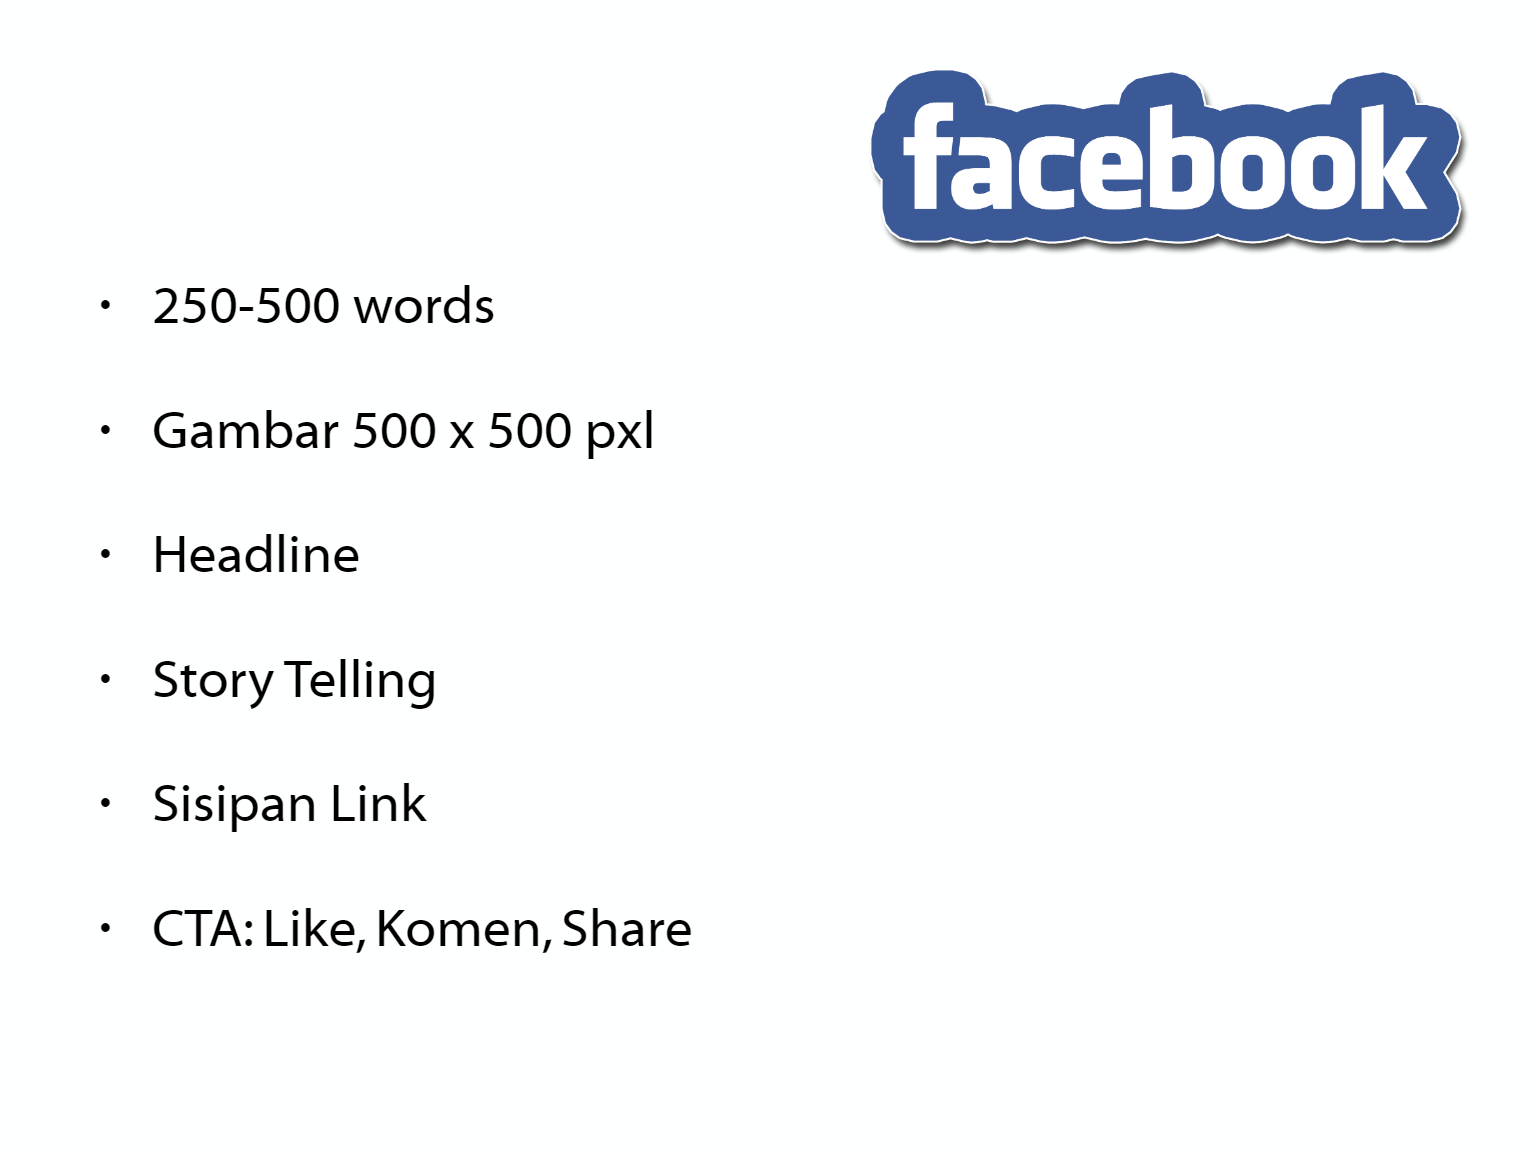 facebook
• 250-500 words
• Gambar 500 x 500 pxl
• Headline
• Story Telling
• Sisipan Link
• CTA: Like, Komen, Share